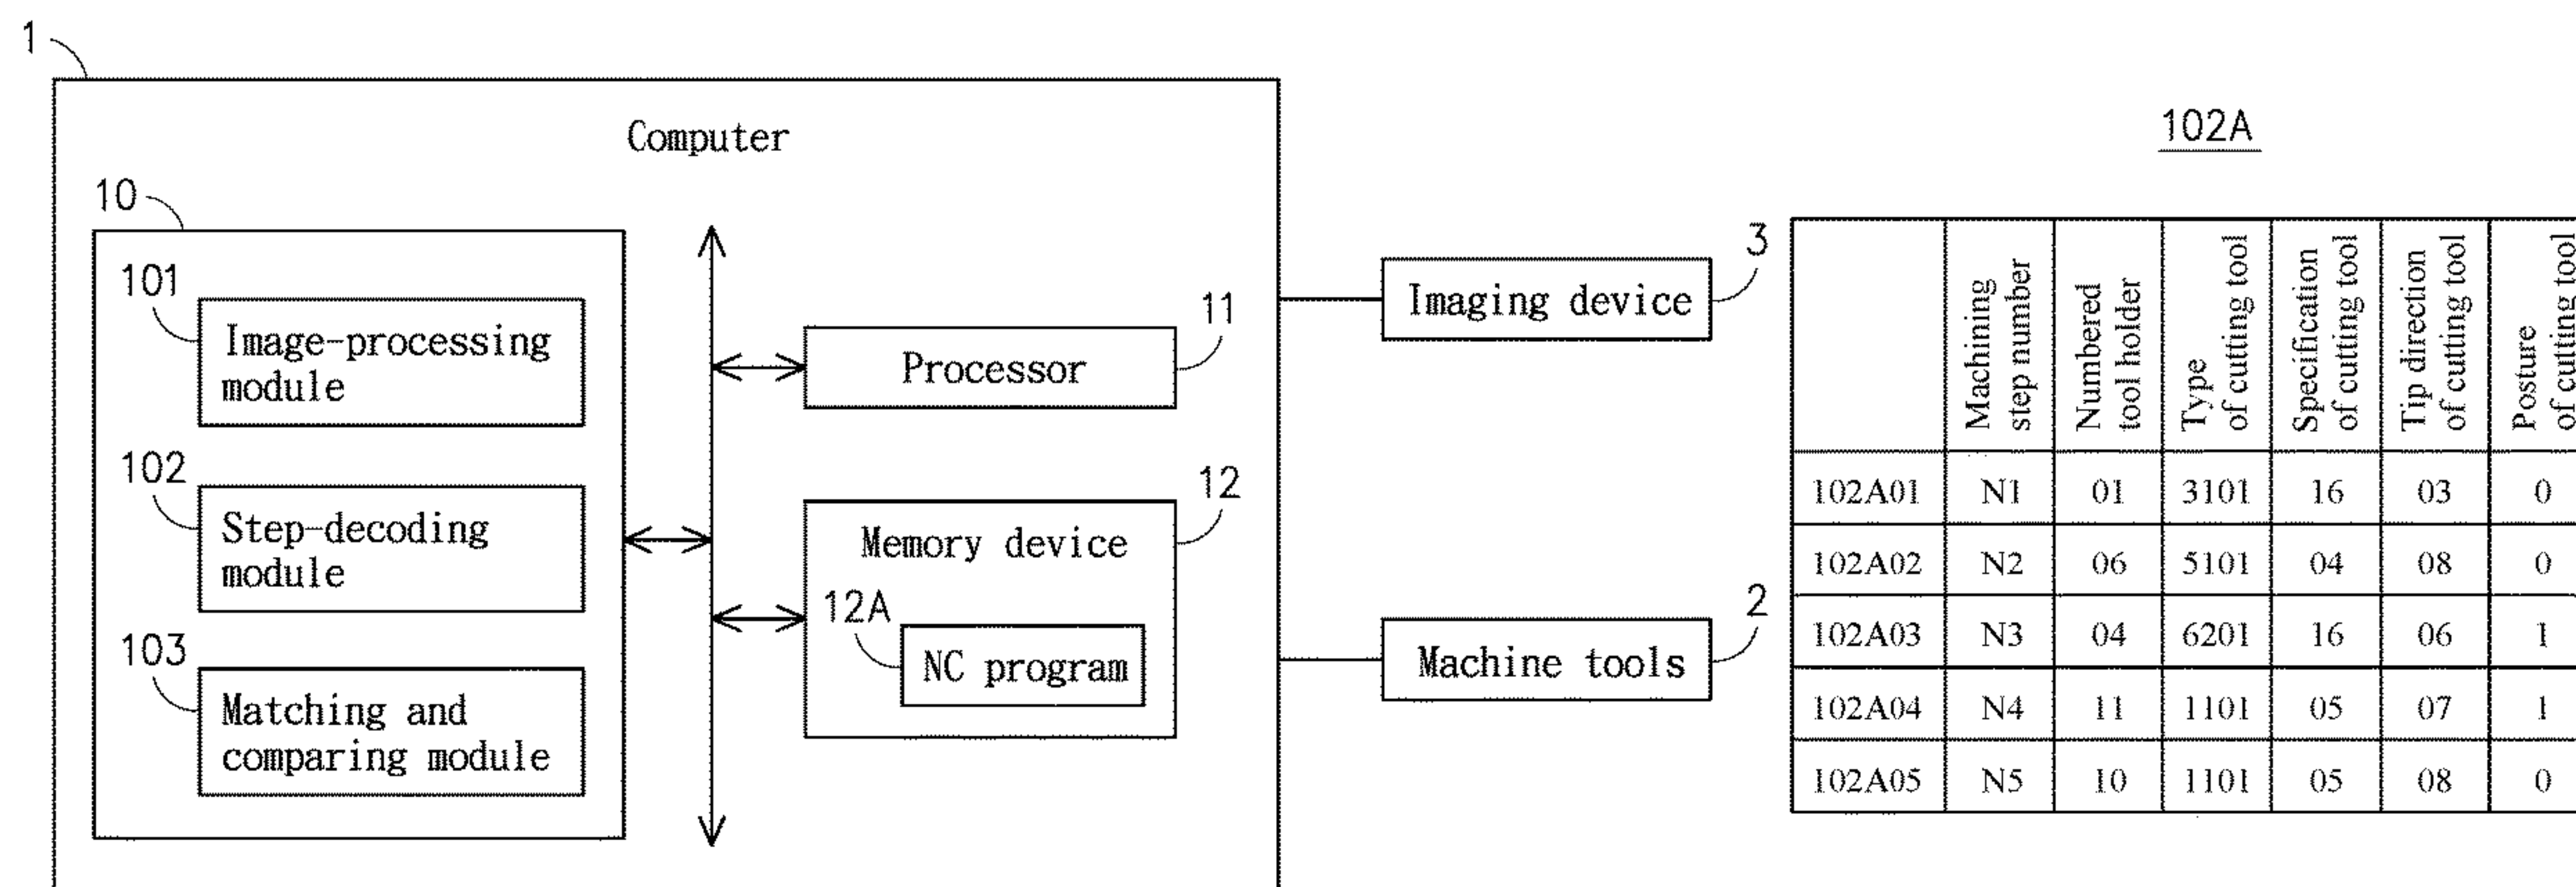 1
Computer
10
101
Image-processing
module
102
Step-decoding
module
103
Matching and
comparing module
11
Processor
12
Memory device
12A
NC program
3
Imaging device
2
Machine tools
102A
Machining
step number
Numbered
tool holder
Type
of cutting tool
Specification
of cutting tool
Tip direction
of cutting tool
Posture
of cutting tool
102A01 N1 01 3101 16 03 0
102A02 N2 06 5101 04 08 0
102A03 N3 04 6201 16 06 1
102A04 N4 11 1101 05 07 1
102A05 N5 10 1101 05 08 0